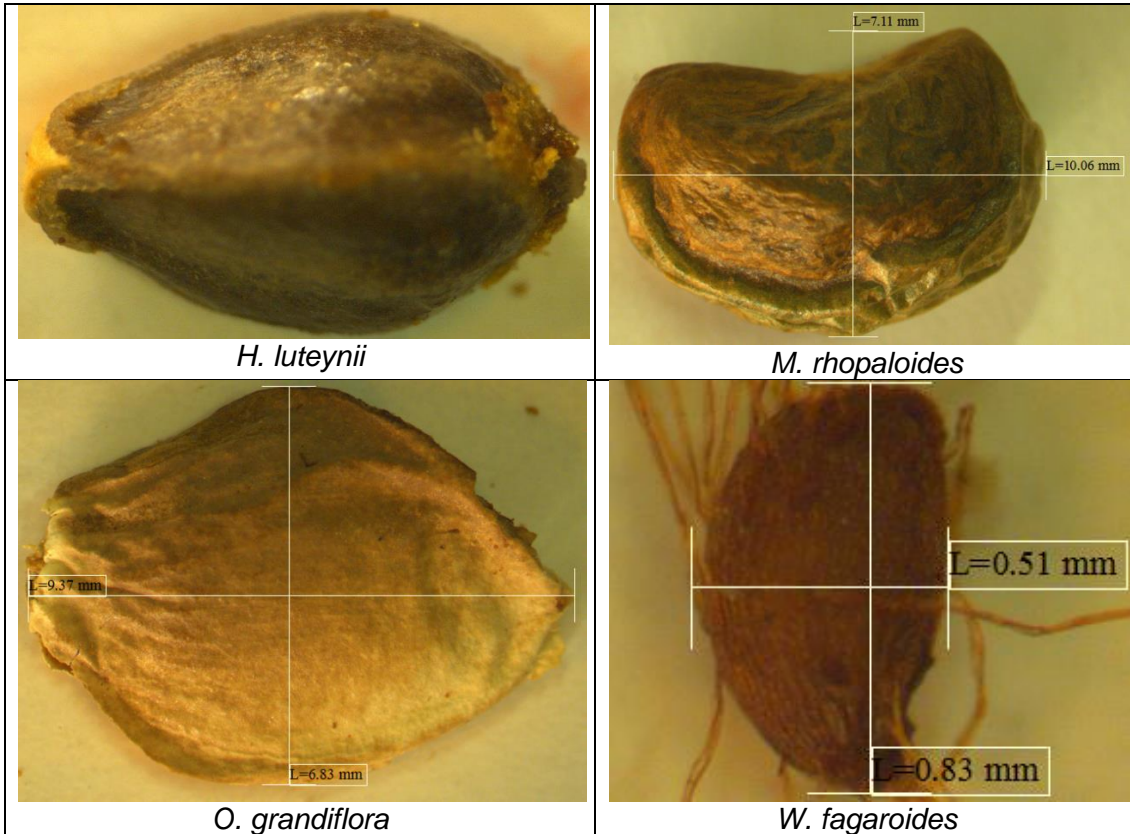 L=7.11 mm
L=10.06 mm
H. luteynii
M. rhopaloides
L=9.37 mm
L=6.83 mm
L=0.51 mm
L=0.83 mm
O. grandiflora
W. fagaroides